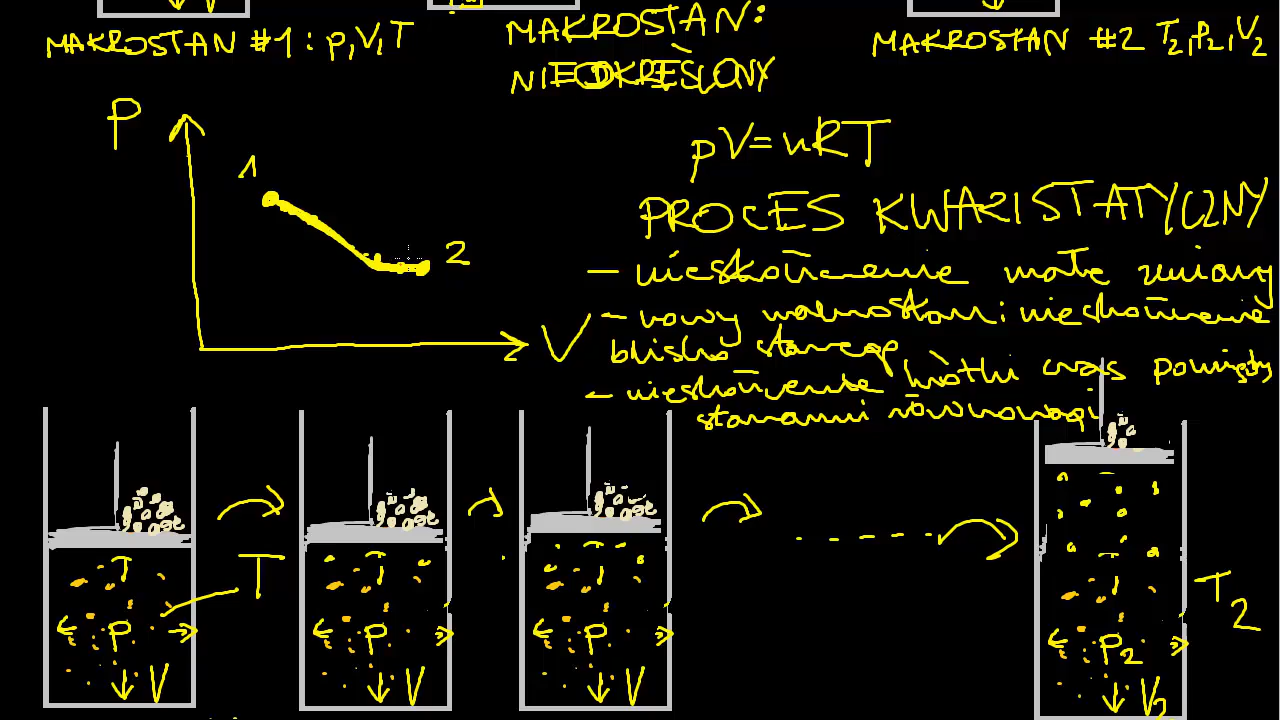 V
MAKROSTAN #1 : p, V, T
MAKROSTAN:
NIEOKREŚLONY
MAKROSTAN #2 T2, P2, V2
P
1
2
V
pV=nRT
PROCES KWAZISTATYCZNY
- nieskończenie małe zmiany
- nowy makrostan: nieskończenie
blisko starego
- nieskończenie krótki czas pomiędzy
stanami równowagi
T
T
P
V
T
P
V
T
P
V
T
P2
V2
T2